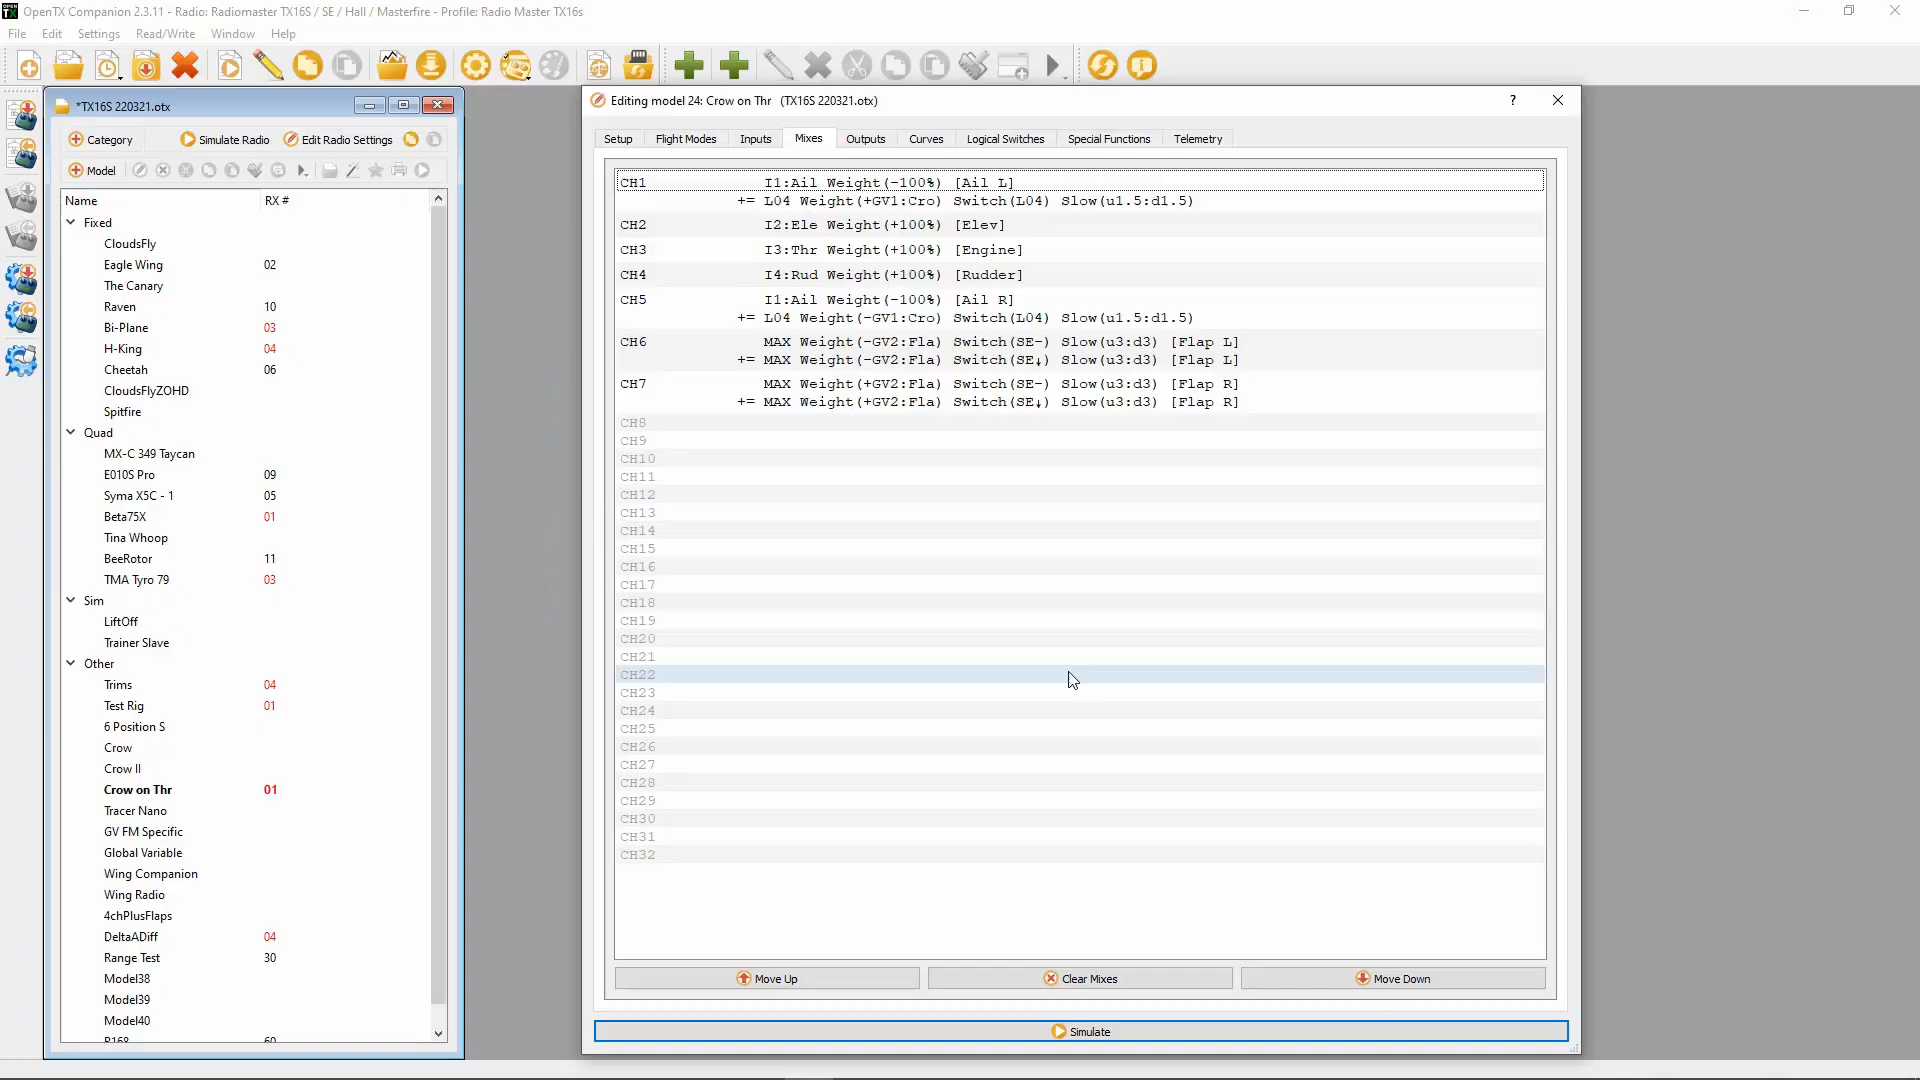 OpenTX Companion 2.3.11 - Radio: Radiomaster TX16S / SE / Hall / Masterfire - Profile: Radio Master TX16s
File Edit Settings Read/Write Window Help
*TX16S 220321.otx
Category Simulate Radio Edit Radio Settings
Model
Name RX #
Fixed
CloudsFly
Eagle Wing 02
The Canary
Raven 10
Bi-Plane 03
H-King 04
Cheetah 06
CloudsFlyZOHD
Spitfire
Quad
MX-C 349 Taycan
E010S Pro 09
Syma X5C - 1 05
Beta75X 01
Tina Whoop
BeeRotor 11
TMA Tyro 79 03
Sim
LiftOff
Trainer Slave
Other
Trims 04
Test Rig 01
6 Position S
Crow
Crow II
Crow on Thr 01
Tracer Nano
GV FM Specific
Global Variable
Wing Companion
Wing Radio
4chPlusFlaps
DeltaADiff 04
Range Test 30
Model38
Model39
Model40
R168 60
Editing model 24: Crow on Thr (TX16S 220321.otx) ?
Setup Flight Modes Inputs Mixes Outputs Curves Logical Switches Special Functions Telemetry
CH1 I1:Ail Weight(-100%) [Ail L]
+= L04 Weight(+GV1:Cro) Switch(L04) Slow(u1.5:d1.5)
CH2 I2:Ele Weight(+100%) [Elev]
CH3 I3:Thr Weight(+100%) [Engine]
CH4 I4:Rud Weight(+100%) [Rudder]
CH5 I1:Ail Weight(-100%) [Ail R]
+= L04 Weight(-GV1:Cro) Switch(L04) Slow(u1.5:d1.5)
CH6 MAX Weight(-GV2:Fla) Switch(SE-) Slow(u3:d3) [Flap L]
+= MAX Weight(-GV2:Fla) Switch(SE↓) Slow(u3:d3) [Flap L]
CH7 MAX Weight(+GV2:Fla) Switch(SE-) Slow(u3:d3) [Flap R]
+= MAX Weight(+GV2:Fla) Switch(SE↓) Slow(u3:d3) [Flap R]
CH8
CH9
CH10
CH11
CH12
CH13
CH14
CH15
CH16
CH17
CH18
CH19
CH20
CH21
CH22
CH23
CH24
CH25
CH26
CH27
CH28
CH29
CH30
CH31
CH32
Move Up Clear Mixes Move Down
Simulate